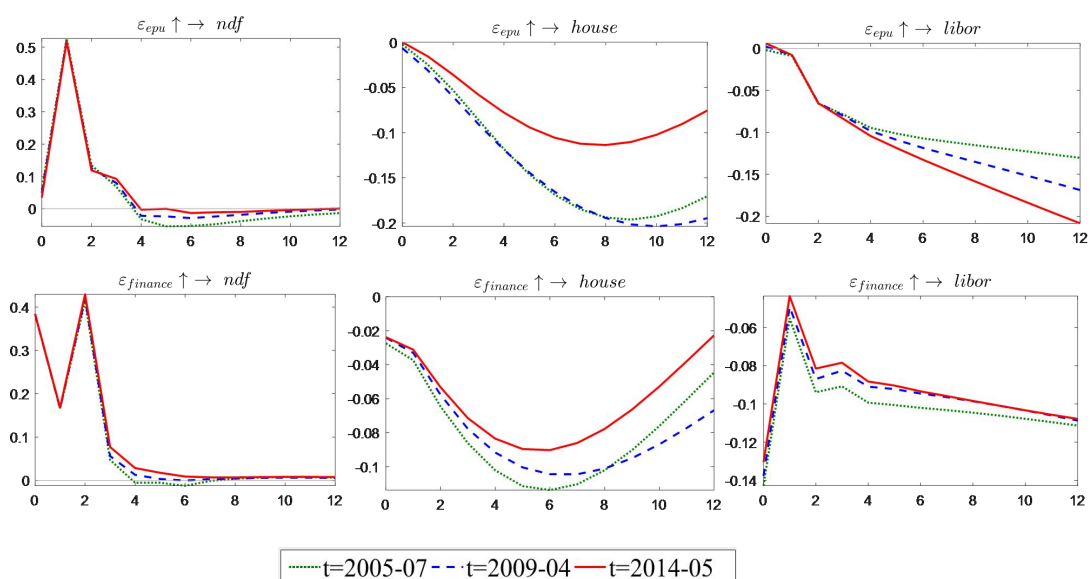 ε_epu ↑ → ndf
ε_epu ↑ → house
ε_epu ↑ → libor
0.5
0.4
0.3
0.2
0.1
0
0 2 4 6 8 10 12
0
-0.05
-0.1
-0.15
-0.2
0 2 4 6 8 10 12
0
-0.05
-0.1
-0.15
-0.2
0 2 4 6 8 10 12
ε_finance ↑ → ndf
ε_finance ↑ → house
ε_finance ↑ → libor
0.4
0.3
0.2
0.1
0
0 2 4 6 8 10 12
0
-0.02
-0.04
-0.06
-0.08
-0.1
0 2 4 6 8 10 12
-0.06
-0.08
-0.1
-0.12
-0.14
0 2 4 6 8 10 12
t=2005-07 t=2009-04 t=2014-05